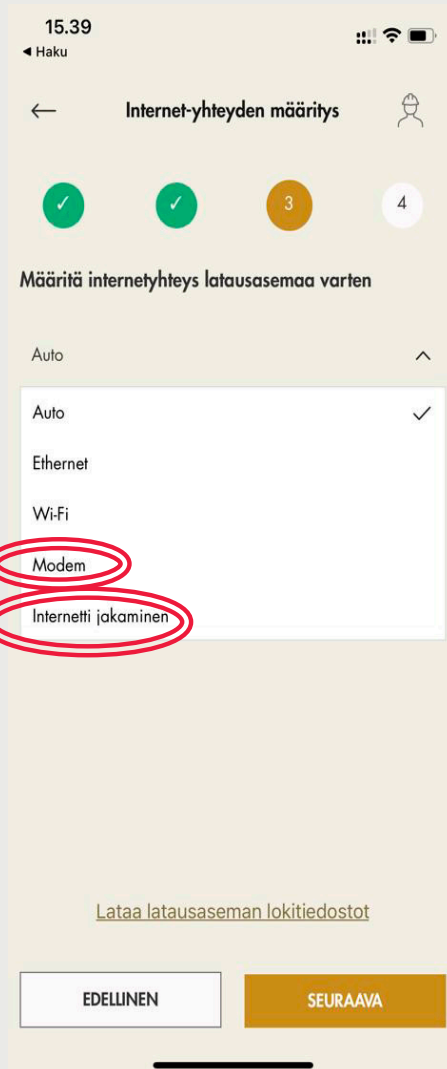 15.39
◀ Haku
Internet-yhteyden määritys
3
4
Määritä internetyhteys latausasemaa varten
Auto
Auto
Ethernet
Wi-Fi
Modem
Internetti jakaminen
Lataa latausaseman lokitiedostot
EDELLINEN
SEURAAVA